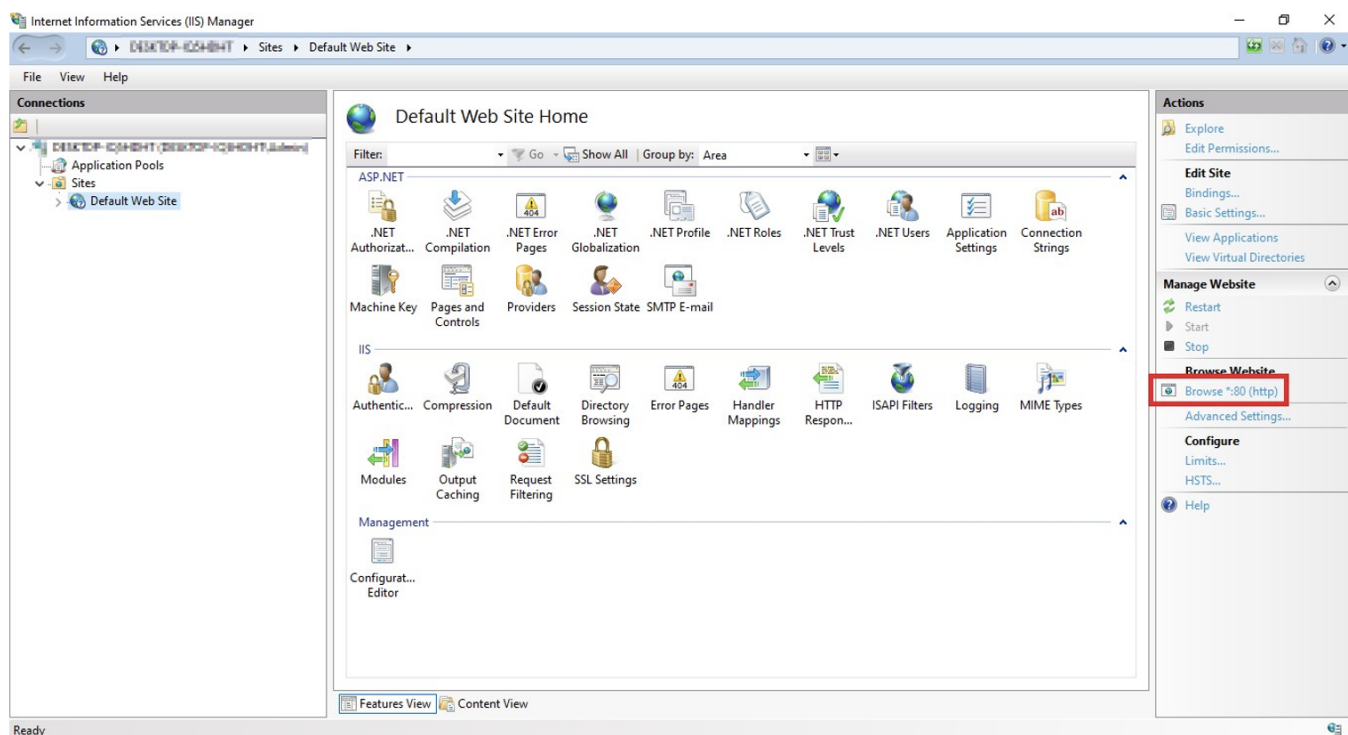 Internet Information Services (IIS) Manager
Sites Default Web Site
File View Help
Connections
Application Pools
Sites
Default Web Site
Default Web Site Home
Filter: Go Show All Group by: Area
ASP.NET
.NET Authorizat...
.NET Compilation
.NET Error Pages
.NET Globalization
.NET Profile
.NET Roles
.NET Trust Levels
.NET Users
Application Settings
Connection Strings
Machine Key
Pages and Controls
Providers
Session State
SMTP E-mail
IIS
Authentic...
Compression
Default Document
Directory Browsing
Error Pages
Handler Mappings
HTTP Respon...
ISAPI Filters
Logging
MIME Types
Modules
Output Caching
Request Filtering
SSL Settings
Management
Configurat... Editor
Features View Content View
Actions
Explore
Edit Permissions...
Edit Site
Bindings...
Basic Settings...
View Applications
View Virtual Directories
Manage Website
Restart
Start
Stop
Browse Website
Browse *:80 (http)
Advanced Settings...
Configure
Limits...
HSTS...
Help
Ready